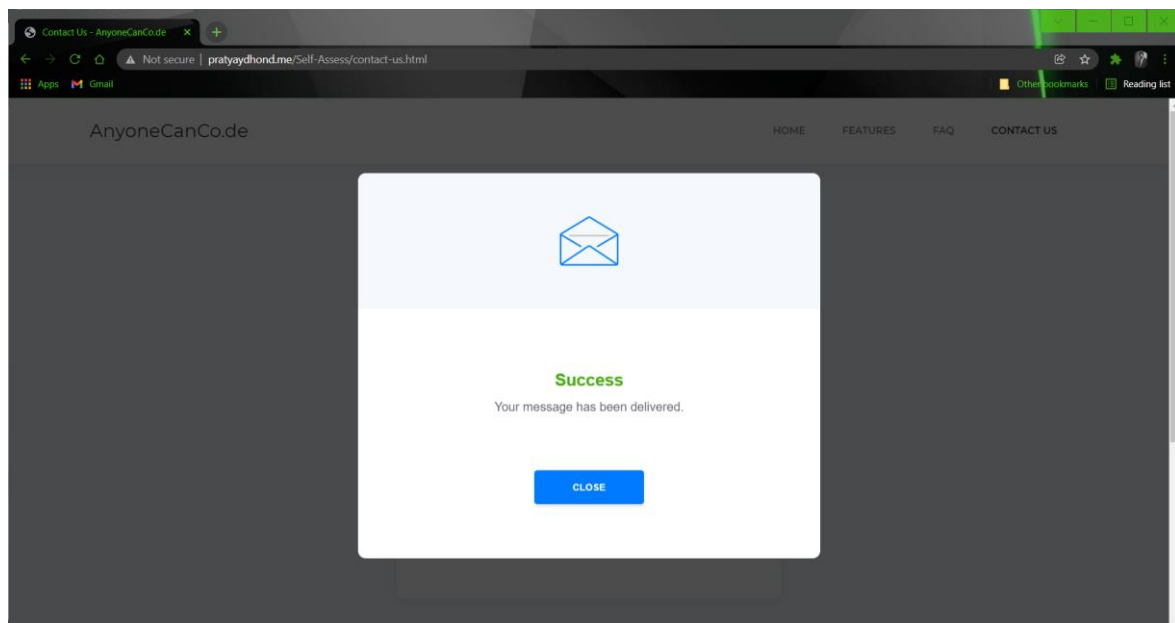 Contact Us - AnyoneCanCo.de
Not secure | pratyaydhond.me/Self-Assess/contact-us.html
Apps Gmail Other bookmarks Reading list
AnyoneCanCo.de HOME FEATURES FAQ CONTACT US
Success
Your message has been delivered.
CLOSE